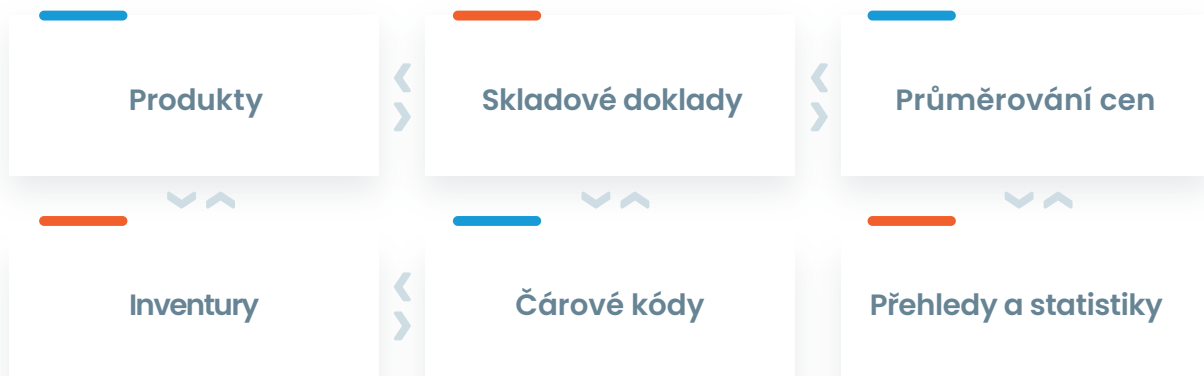 Produkty
Skladové doklady
Průměrování cen
Inventury
Čárové kódy
Přehledy a statistiky